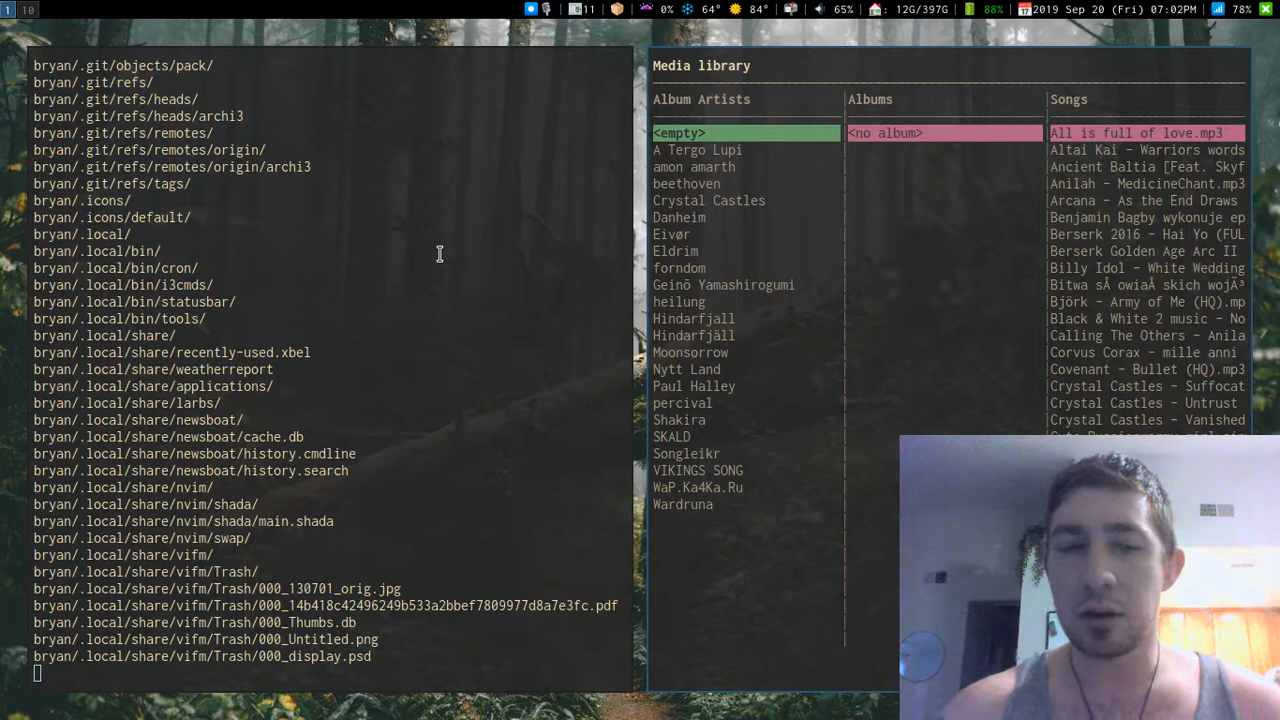 1 10 11 0% 64° 84° 65% : 12G/397G 88% 2019 Sep 20 (Fri) 07:02PM 78%
bryan/.git/objects/pack/
bryan/.git/refs/
bryan/.git/refs/heads/
bryan/.git/refs/heads/archi3
bryan/.git/refs/remotes/
bryan/.git/refs/remotes/origin/
bryan/.git/refs/remotes/origin/archi3
bryan/.git/refs/tags/
bryan/.icons/
bryan/.icons/default/
bryan/.local/
bryan/.local/bin/
bryan/.local/bin/cron/
bryan/.local/bin/i3cmds/
bryan/.local/bin/statusbar/
bryan/.local/bin/tools/
bryan/.local/share/
bryan/.local/share/recently-used.xbel
bryan/.local/share/weatherreport
bryan/.local/share/applications/
bryan/.local/share/larbs/
bryan/.local/share/newsboat/
bryan/.local/share/newsboat/cache.db
bryan/.local/share/newsboat/history.cmdline
bryan/.local/share/newsboat/history.search
bryan/.local/share/nvim/
bryan/.local/share/nvim/shada/
bryan/.local/share/nvim/shada/main.shada
bryan/.local/share/nvim/swap/
bryan/.local/share/vifm/
bryan/.local/share/vifm/Trash/
bryan/.local/share/vifm/Trash/000_130701_orig.jpg
bryan/.local/share/vifm/Trash/000_14b418c42496249b533a2bbef7809977d8a7e3fc.pdf
bryan/.local/share/vifm/Trash/000_Thumbs.db
bryan/.local/share/vifm/Trash/000_Untitled.png
bryan/.local/share/vifm/Trash/000_display.psd
Media library
Album Artists
<empty>
A Tergo Lupi
amon amarth
beethoven
Crystal Castles
Danheim
Eivør
Eldrim
forndom
Geinō Yamashirogumi
heilung
Hindarfjall
Hindarfjäll
Moonsorrow
Nytt Land
Paul Halley
percival
Shakira
SKALD
Songleikr
VIKINGS SONG
WaP.Ka4Ka.Ru
Wardruna
Albums
<no album>
Songs
All is full of love.mp3
Altai Kai - Warriors words
Ancient Baltia [Feat. Skyf
Anilah - MedicineChant.mp3
Arcana - As the End Draws
Benjamin Bagby wykonuje ep
Berserk 2016 - Hai Yo (FUL
Berserk Golden Age Arc II
Billy Idol - White Wedding
Bitwa sÅ owiaÅ skich wojÃ³
Björk - Army of Me (HQ).mp
Black & White 2 music - No
Calling The Others - Anila
Corvus Corax - mille anni
Covenant - Bullet (HQ).mp3
Crystal Castles - Suffocat
Crystal Castles - Untrust
Crystal Castles - Vanished